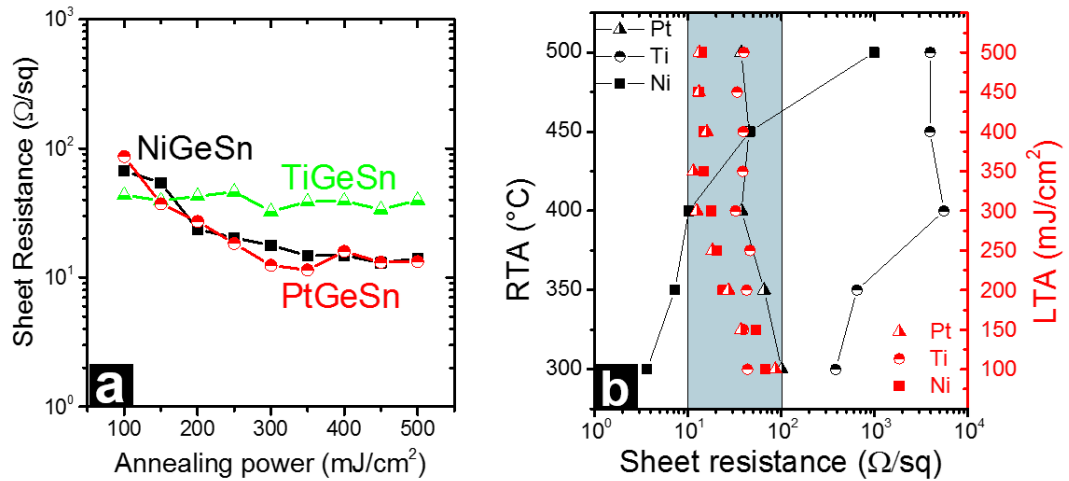 Sheet Resistance (Ω/sq)
10³
10²
10¹
10⁰
NiGeSn
TiGeSn
PtGeSn
a
100 200 300 400 500
Annealing power (mJ/cm²)
RTA (°C)
500
450
400
350
300
Pt
Ti
Ni
b
10⁰ 10¹ 10² 10³ 10⁴
Sheet resistance (Ω/sq)
500
450
400
350
300
250
200
150
100
LTA (mJ/cm²)
Pt
Ti
Ni